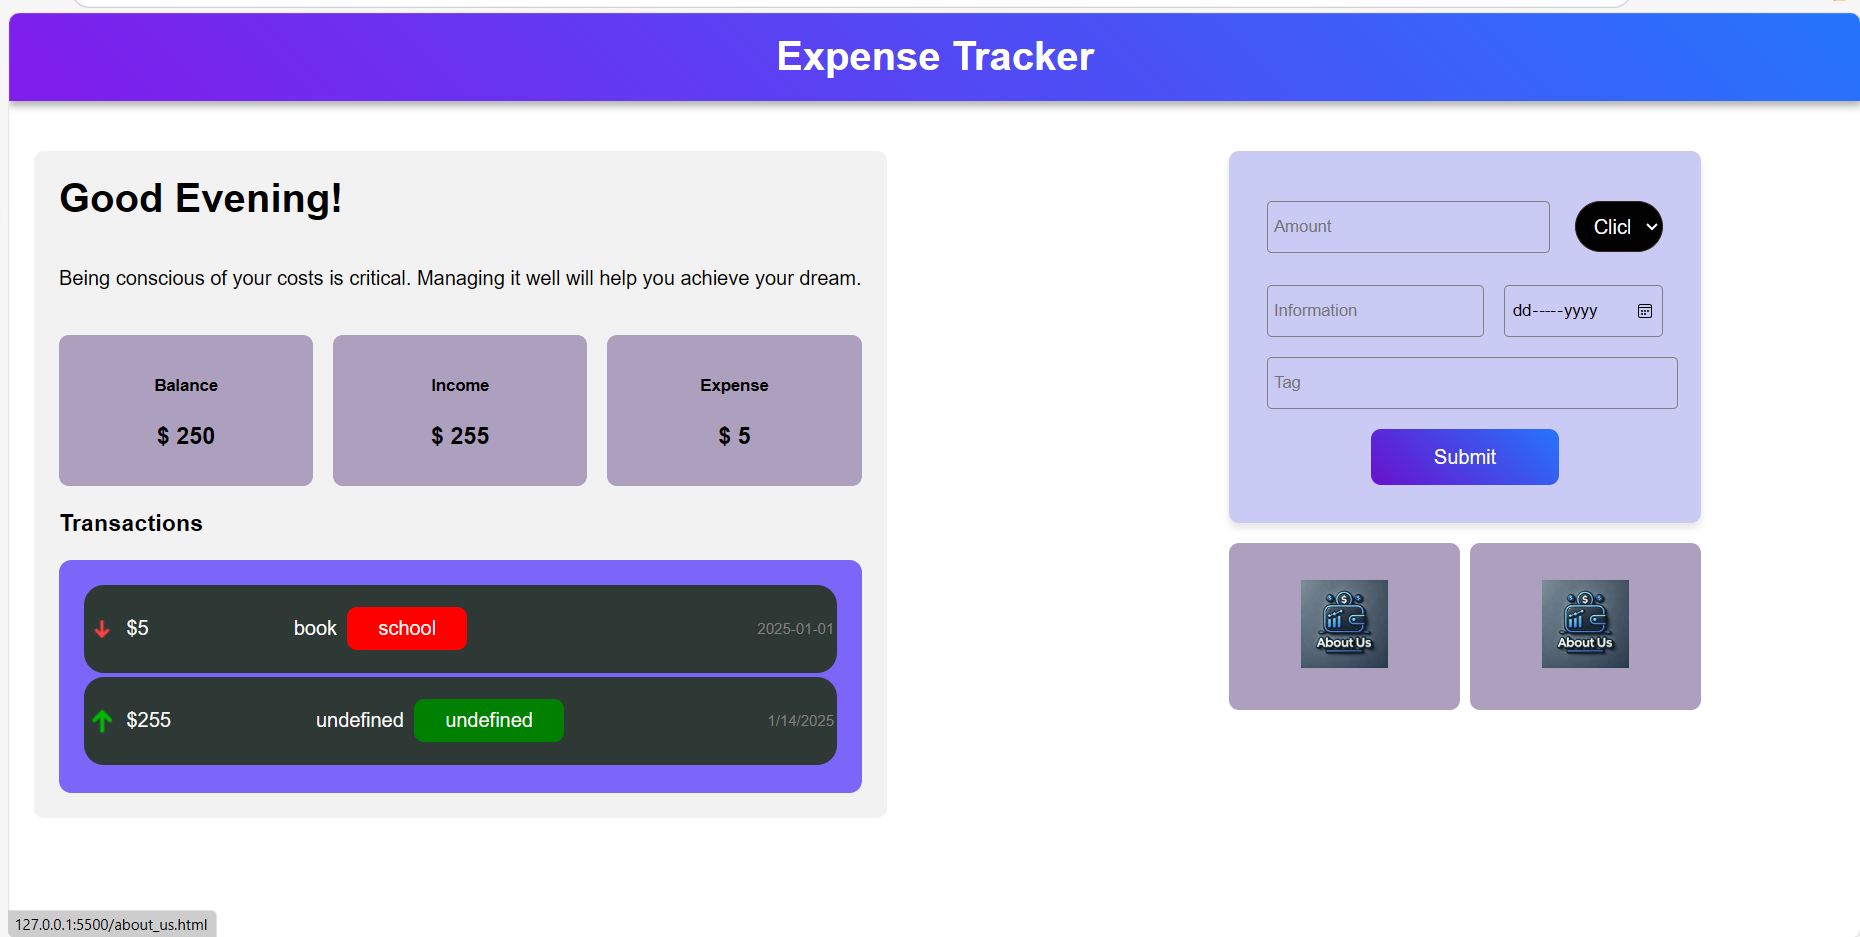 Expense Tracker
Good Evening!
Being conscious of your costs is critical. Managing it well will help you achieve your dream.
Balance
$ 250
Income
$ 255
Expense
$ 5
Transactions
$5 book school 2025-01-01
$255 undefined undefined 1/14/2025
Amount Clicl
Information dd-----yyyy
Tag
Submit
$
About Us
$
About Us
127.0.0.1:5500/about_us.html